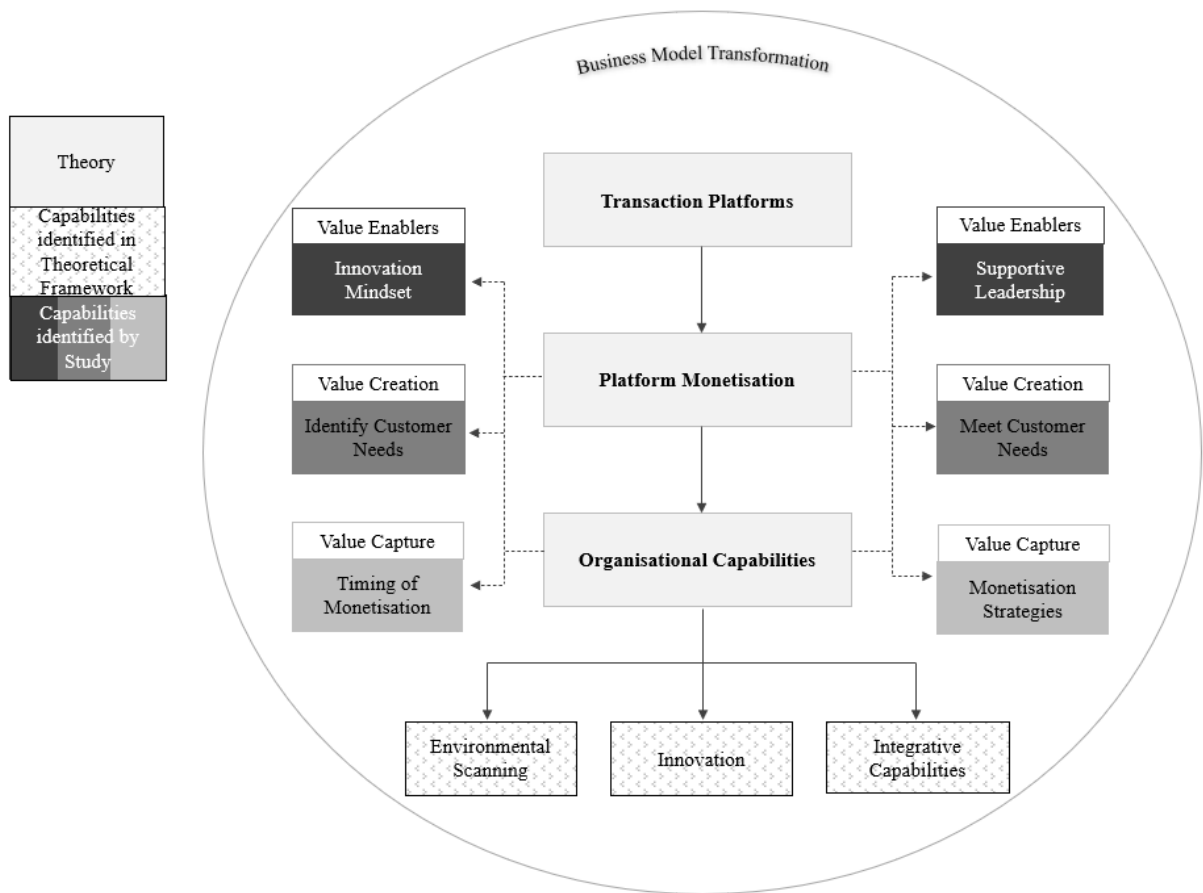 Business Model Transformation
Theory
Capabilities
identified in
Theoretical
Framework
Capabilities
identified by
Study
Transaction Platforms
Value Enablers
Innovation
Mindset
Value Enablers
Supportive
Leadership
Platform Monetisation
Value Creation
Identify Customer
Needs
Value Creation
Meet Customer
Needs
Organisational Capabilities
Value Capture
Timing of
Monetisation
Value Capture
Monetisation
Strategies
Environmental
Scanning
Innovation
Integrative
Capabilities